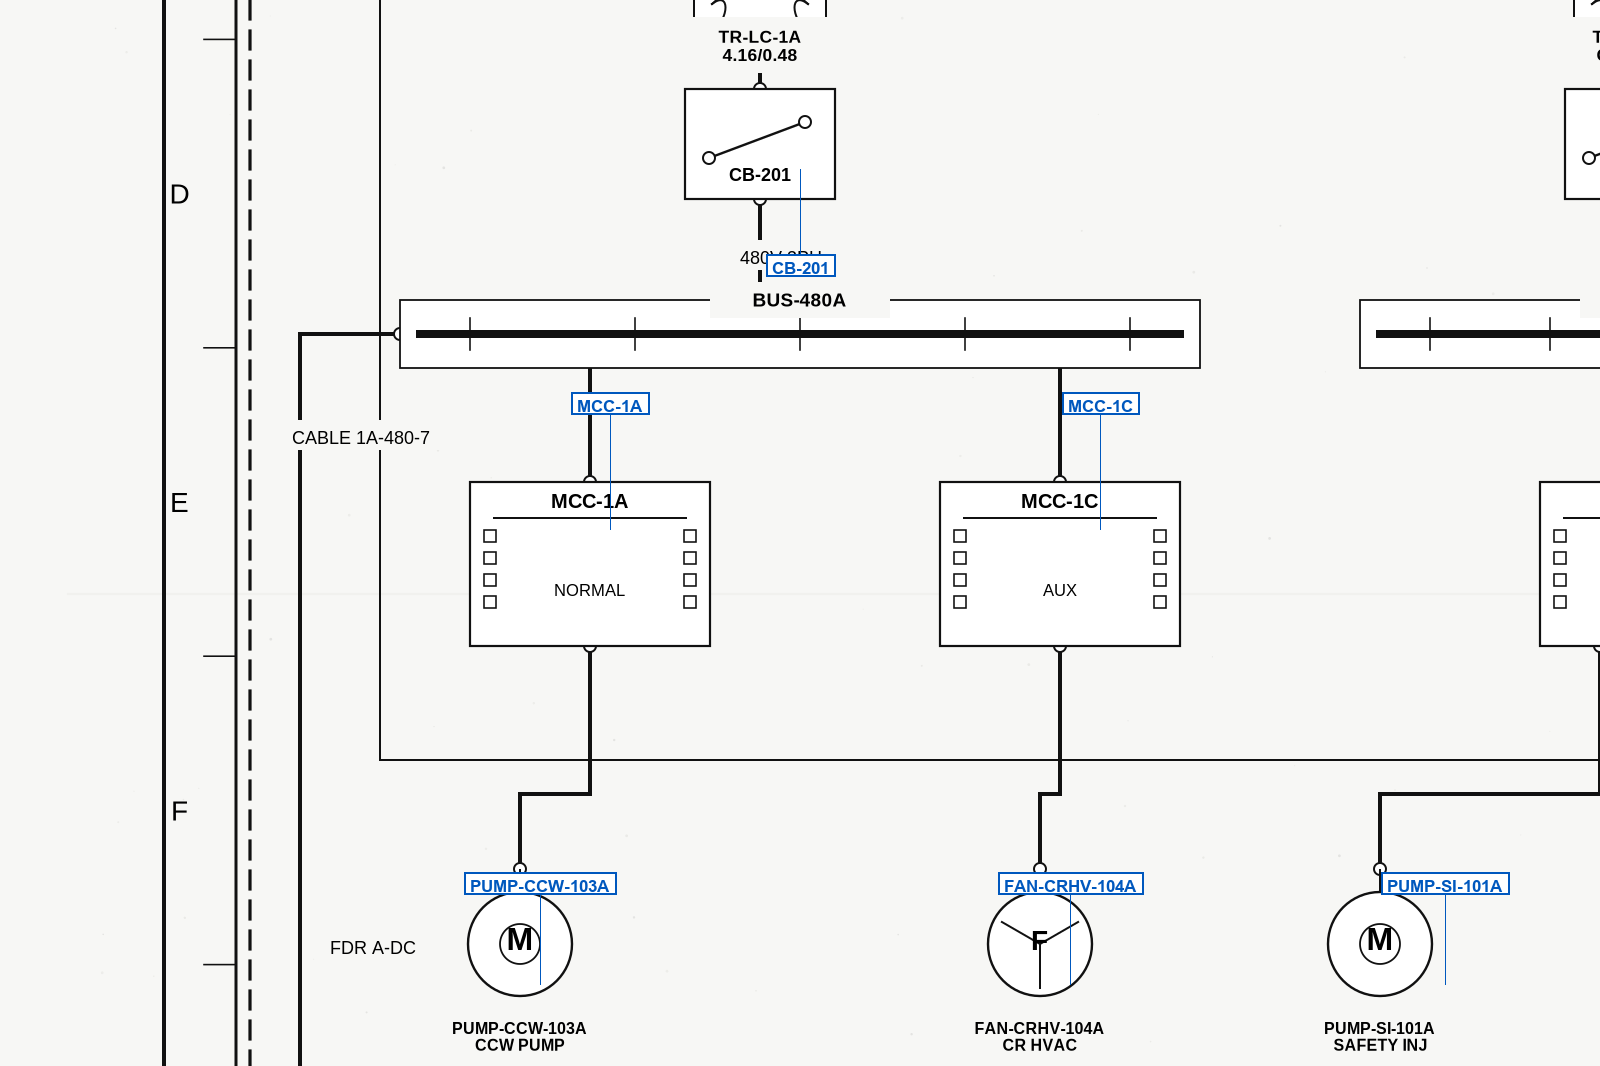 TR-LC-1A
4.16/0.48
D
CB-201
CB-201
BUS-480A
MCC-1A
MCC-1C
CABLE 1A-480-7
E
MCC-1A
MCC-1C
NORMAL
AUX
F
PUMP-CCW-103A
FAN-CRHV-104A
PUMP-SI-101A
M
F
M
FDR A-DC
PUMP-CCW-103A
CCW PUMP
FAN-CRHV-104A
CR HVAC
PUMP-SI-101A
SAFETY INJ